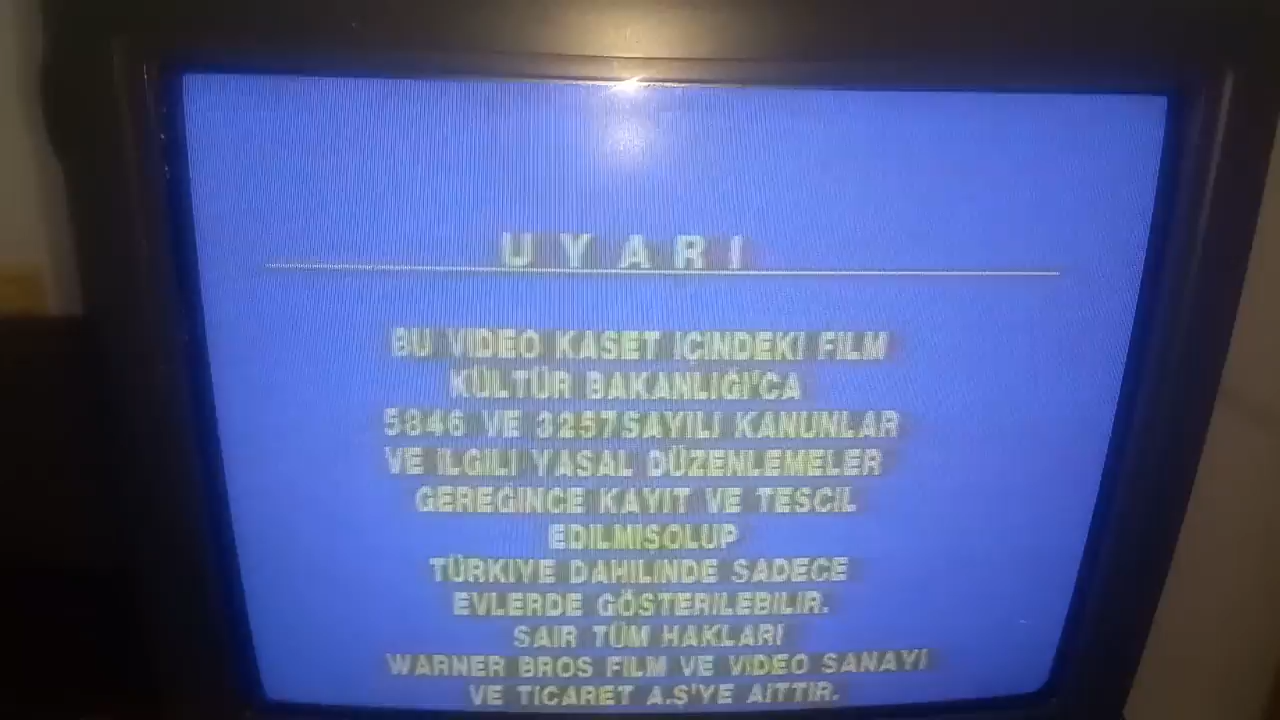 UYARI
BU VIDEO KASET IÇINDEKI FILM
KÜLTÜR BAKANLIĞI'CA
5846 VE 3257SAYILI KANUNLAR
VE ILGILI YASAL DÜZENLEMELER
GEREĞINCE KAYIT VE TESCIL
EDILMIŞOLUP
TÜRKIYE DAHILINDE SADECE
EVLERDE GÖSTERILEBILIR.
SAIR TÜM HAKLARI
WARNER BROS FILM VE VIDEO SANAYI
VE TICARET A.Ş'YE AITTIR.